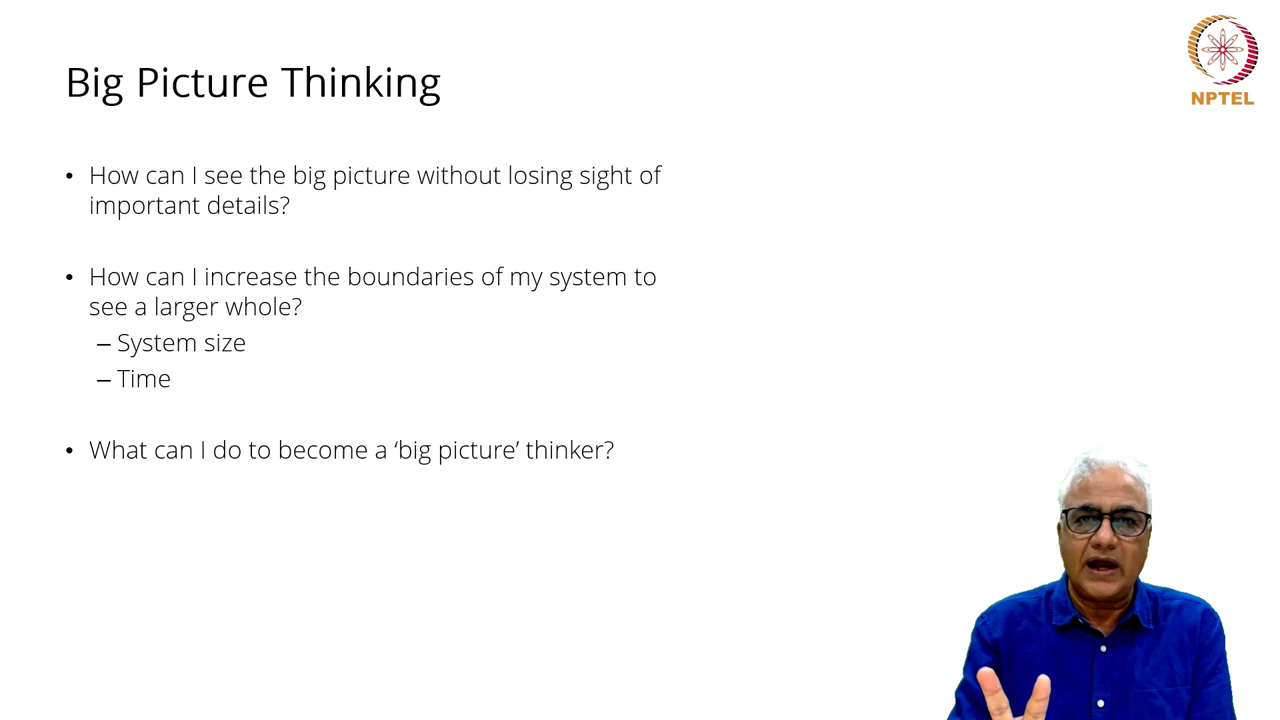 Big Picture Thinking
NPTEL
• How can I see the big picture without losing sight of
important details?
• How can I increase the boundaries of my system to
see a larger whole?
– System size
– Time
• What can I do to become a ‘big picture’ thinker?